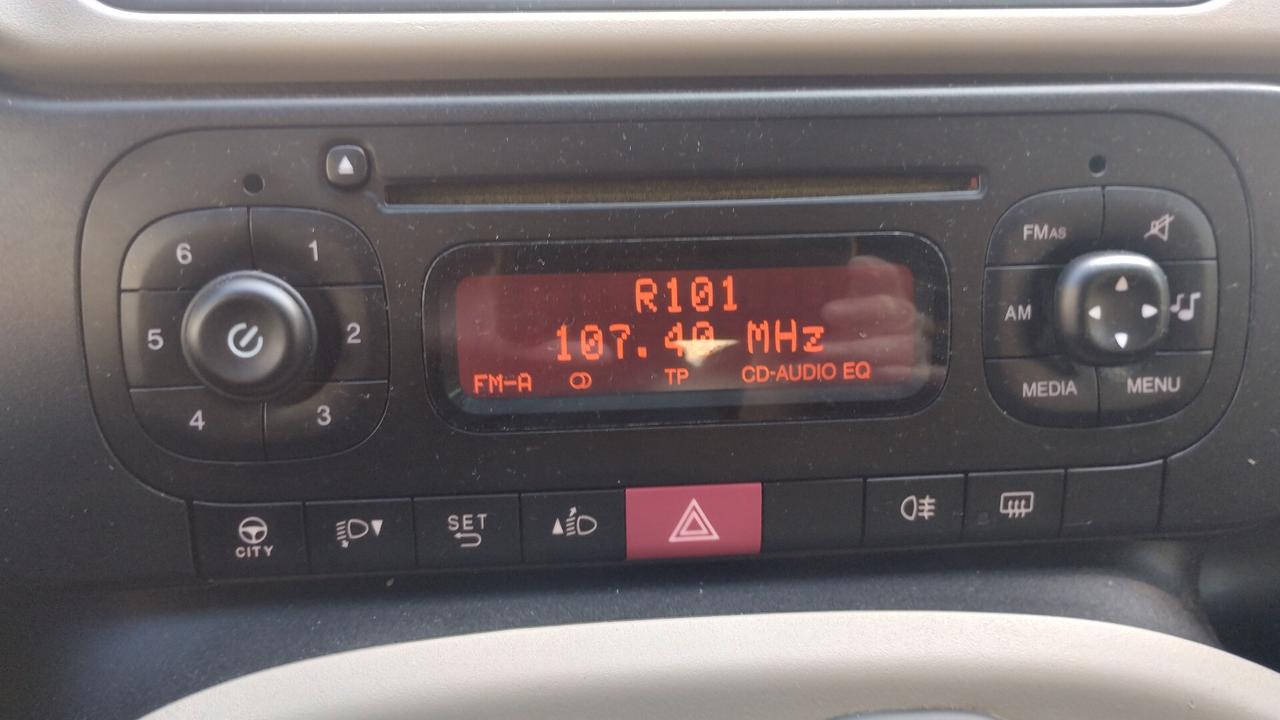 6 1
5 2
4 3
R101
107.40 MHz
FM-A TP CD-AUDIO EQ
FMAS
AM
MEDIA MENU
CITY
SET